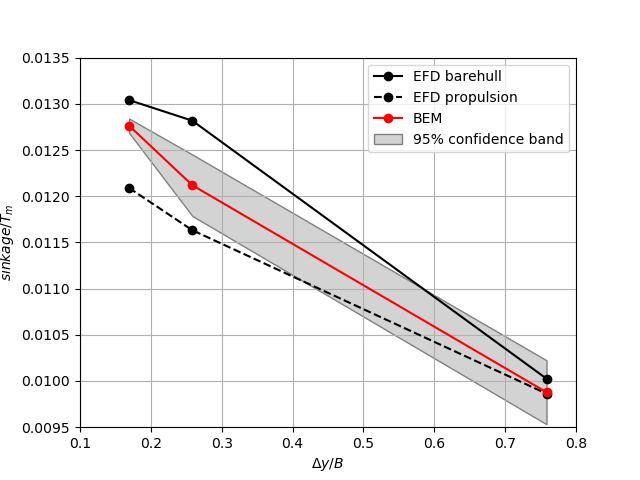 0.0135
0.0130
0.0125
0.0120
0.0115
0.0110
0.0105
0.0100
0.0095
sinkage/T_m
EFD barehull
EFD propulsion
BEM
95% confidence band
0.1 0.2 0.3 0.4 0.5 0.6 0.7 0.8
Δy/B